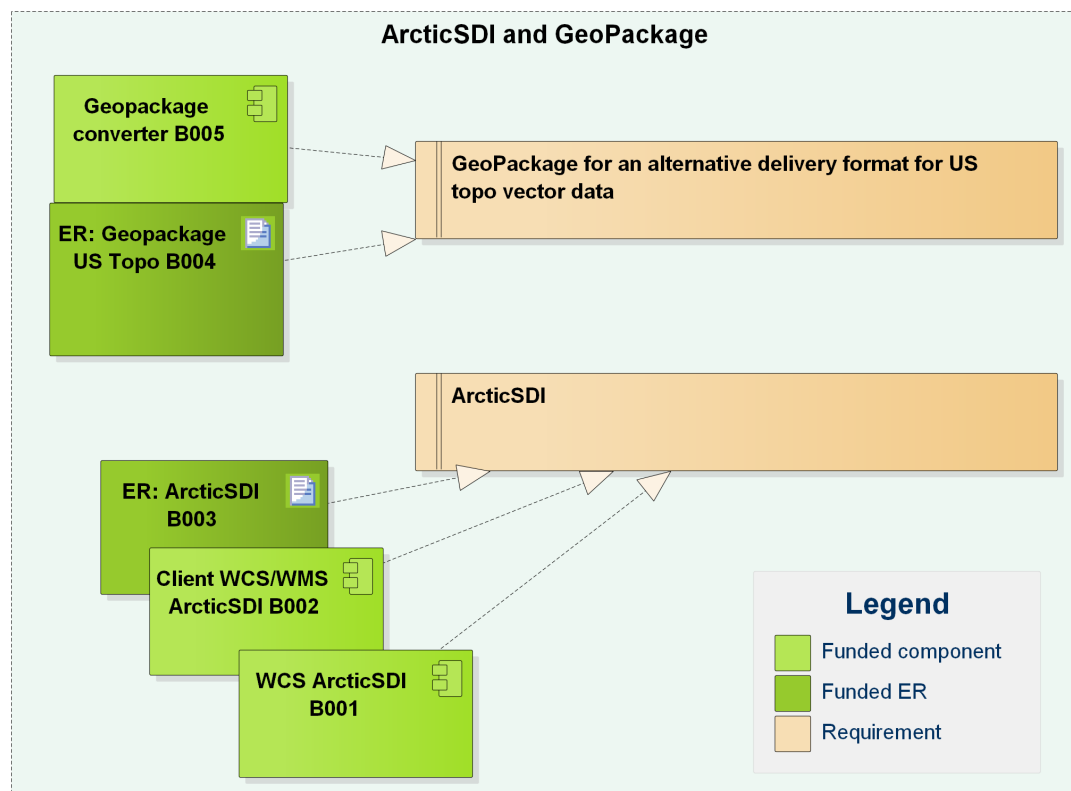 ArcticSDI and GeoPackage
Geopackage
converter B005
GeoPackage for an alternative delivery format for US
topo vector data
ER: Geopackage
US Topo B004
ArcticSDI
ER: ArcticSDI
B003
Client WCS/WMS
ArcticSDI B002
WCS ArcticSDI
B001
Legend
Funded component
Funded ER
Requirement